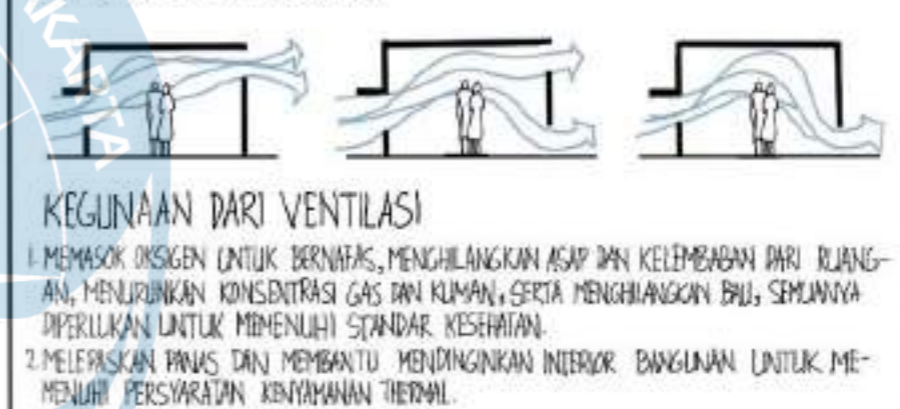 KARTA
KEGUNAAN DARI VENTILASI
1. MEMASOK OKSIGEN UNTUK BERNAFAS, MENGHILANGKAN ASAP DAN KELEMBABAN DARI RUANG-
AN, MENURUNKAN KONSENTRASI GAS DAN KUMAN, SERTA MENGHILANGKAN BAU, SEMUANYA
DIPERLUKAN UNTUK MEMENUHI STANDAR KESEHATAN.
2. MELEPASKAN PANAS DAN MEMBANTU MENDINGINKAN INTERIOR BANGUNAN UNTUK ME-
MENUHI PERSYARATAN KENYAMANAN THERMAL.